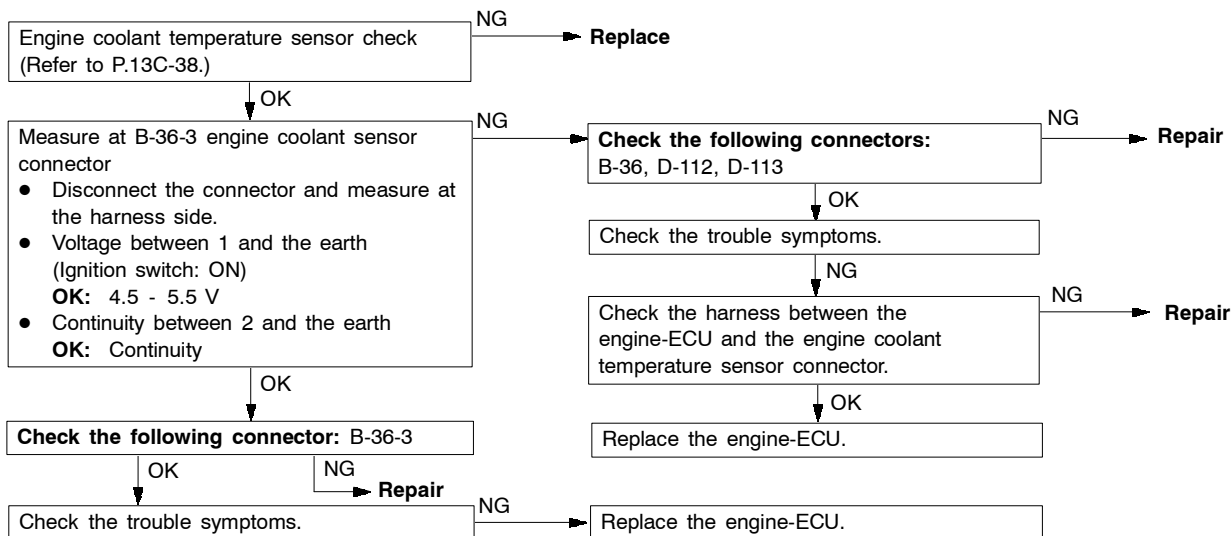 Engine coolant temperature sensor check
(Refer to P.13C-38.)
NG
Replace
OK
Measure at B-36-3 engine coolant sensor
connector
● Disconnect the connector and measure at
the harness side.
● Voltage between 1 and the earth
(Ignition switch: ON)
OK: 4.5 - 5.5 V
● Continuity between 2 and the earth
OK: Continuity
NG
Check the following connectors:
B-36, D-112, D-113
NG
Repair
OK
Check the trouble symptoms.
NG
Check the harness between the
engine-ECU and the engine coolant
temperature sensor connector.
NG
Repair
OK
Replace the engine-ECU.
OK
Check the following connector: B-36-3
OK
NG
Repair
Check the trouble symptoms.
NG
Replace the engine-ECU.